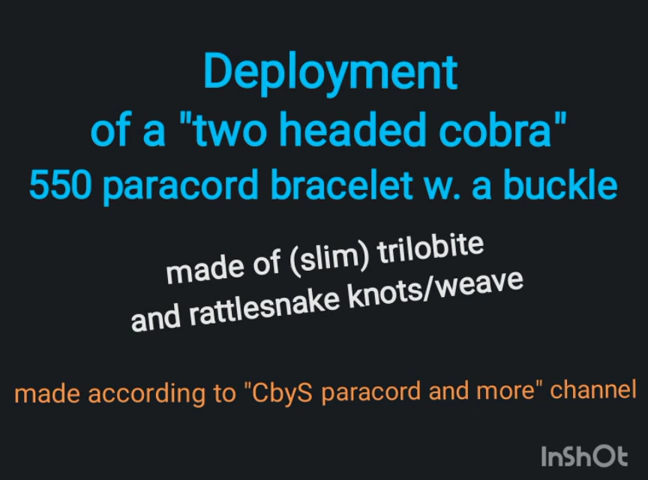 Deployment
of a "two headed cobra"
550 paracord bracelet w. a buckle
made of (slim) trilobite
and rattlesnake knots/weave
made according to "CbyS paracord and more" channel
InShOt